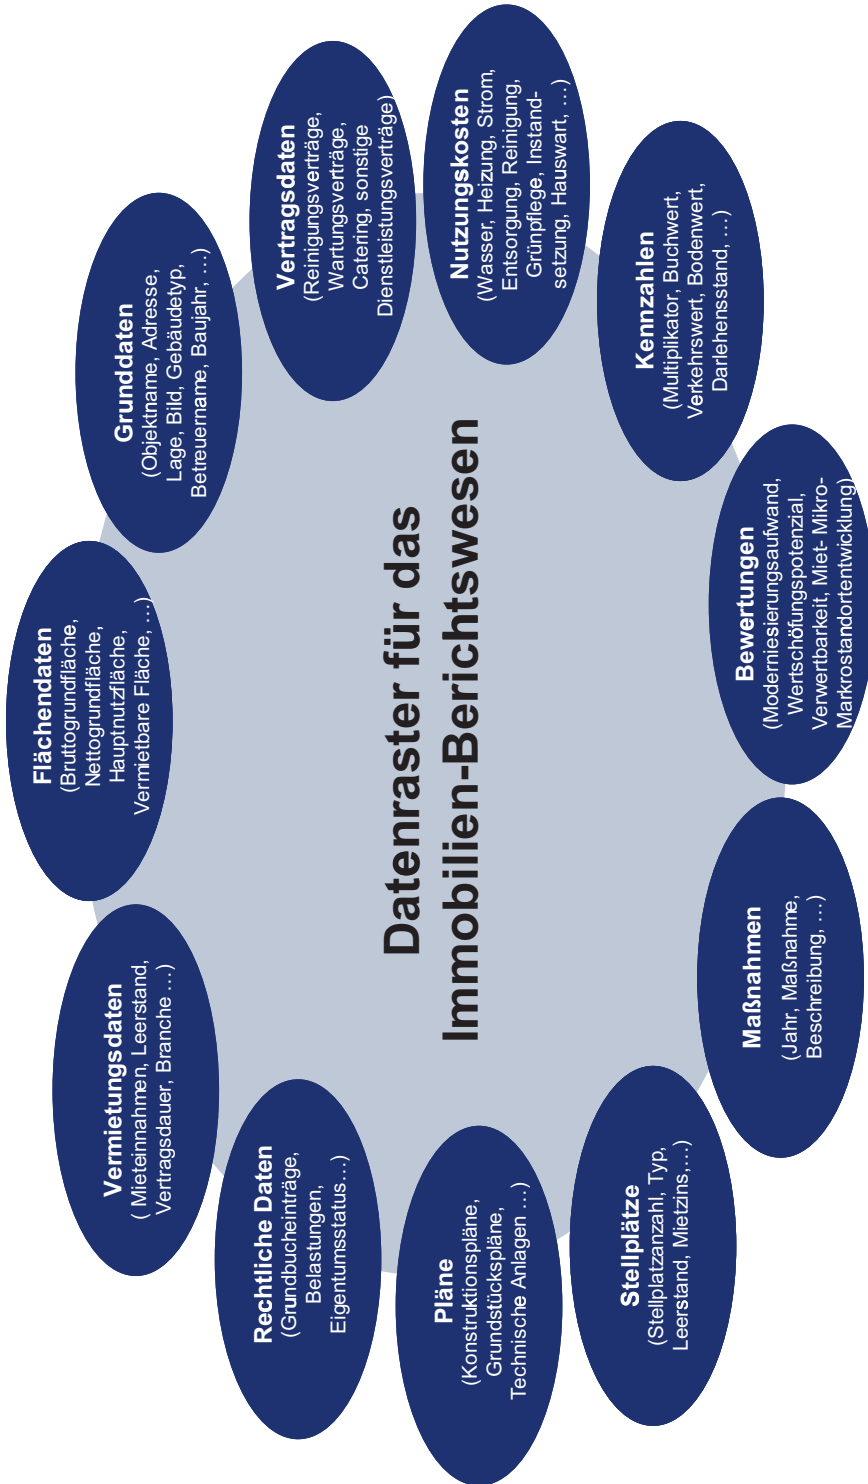 Datenraster für das
Immobilien-Berichtswesen
Flächendaten
(Bruttogrundfläche,
Nettogrundfläche,
Hauptnutzfläche,
Vermietbare Fläche, …)
Grunddaten
(Objektname, Adresse,
Lage, Bild, Gebäudetyp,
Betreuername, Baujahr, …)
Vertragsdaten
(Reinigungsverträge,
Wartungsverträge,
Catering, sonstige
Dienstleistungsverträge)
Nutzungskosten
(Wasser, Heizung, Strom,
Entsorgung, Reinigung,
Grünpflege, Instand-
setzung, Hauswart, …)
Kennzahlen
(Multiplikator, Buchwert,
Verkehrswert, Bodenwert,
Darlehensstand, …)
Bewertungen
(Moderniesierungsaufwand,
Wertschöfungspotenzial,
Verwertbarkeit, Miet- Mikro-
Markrostandortentwicklung)
Maßnahmen
(Jahr, Maßnahme,
Beschreibung, …)
Stellplätze
(Stellplatzanzahl, Typ,
Leerstand, Mietzins,…)
Pläne
(Konstruktionspläne,
Grundstückspläne,
Technische Anlagen …)
Rechtliche Daten
(Grundbucheinträge,
Belastungen,
Eigentumsstatus…)
Vermietungsdaten
( Mieteinnahmen, Leerstand,
Vertragsdauer, Branche …)